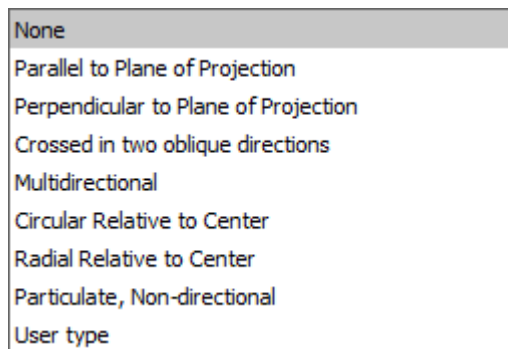 None
Parallel to Plane of Projection
Perpendicular to Plane of Projection
Crossed in two oblique directions
Multidirectional
Circular Relative to Center
Radial Relative to Center
Particulate, Non-directional
User type